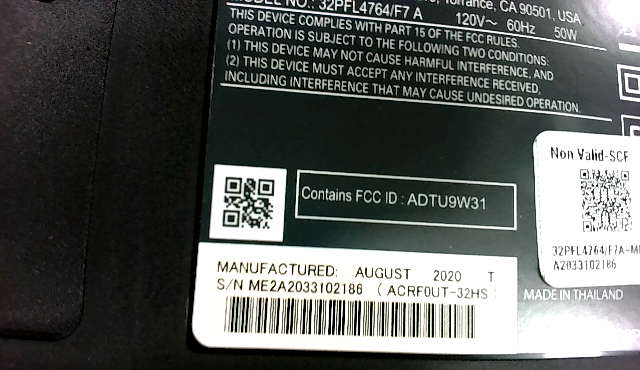 MODEL NO.: 32PFL4764/F7 A 120V~ 60Hz 50W
Torrance, CA 90501, USA
THIS DEVICE COMPLIES WITH PART 15 OF THE FCC RULES.
OPERATION IS SUBJECT TO THE FOLLOWING TWO CONDITIONS:
(1) THIS DEVICE MAY NOT CAUSE HARMFUL INTERFERENCE, AND
(2) THIS DEVICE MUST ACCEPT ANY INTERFERENCE RECEIVED,
INCLUDING INTERFERENCE THAT MAY CAUSE UNDESIRED OPERATION.
Contains FCC ID : ADTU9W31
MANUFACTURED: AUGUST 2020 T
S/N ME2A2033102186 (ACRF0UT-32HS)
Non Valid-SCF
32PFL4764/F7A-M
A2033102186
MADE IN THAILAND